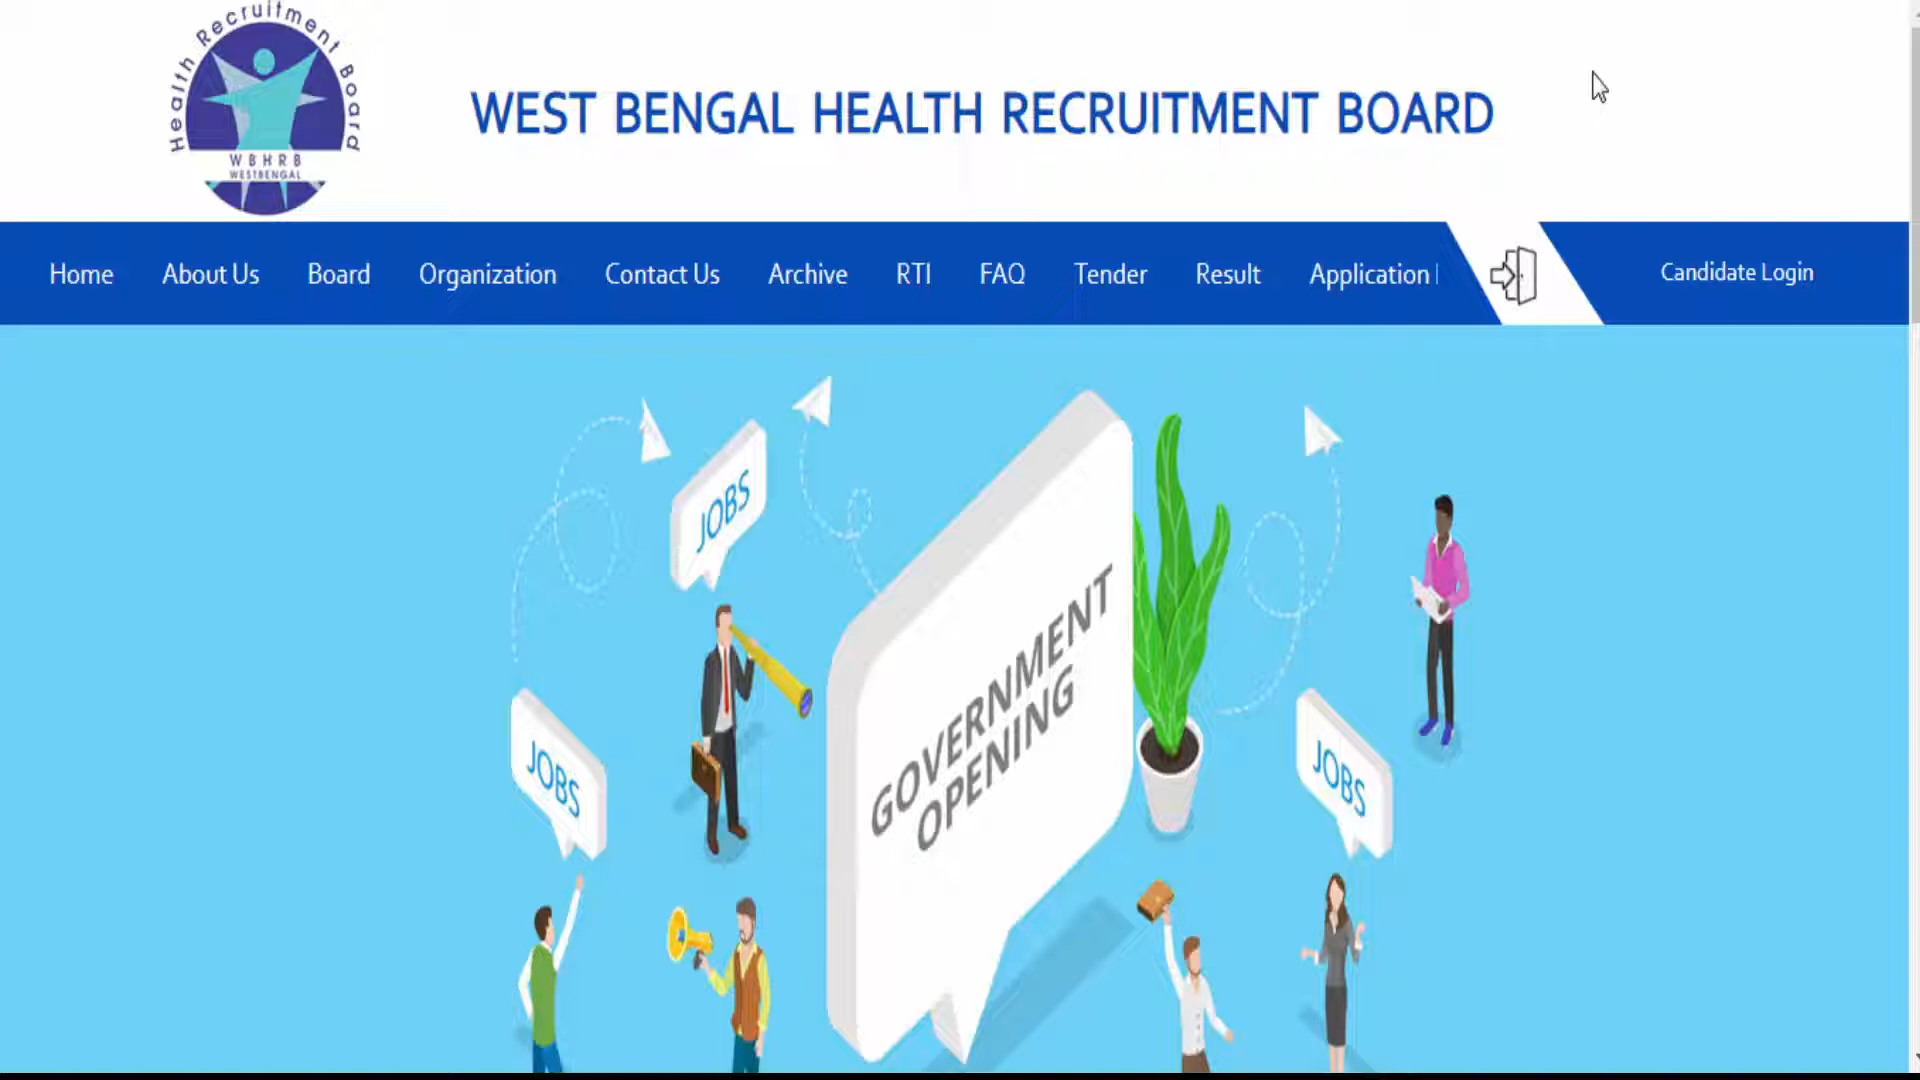 Health Recruitment Board
WBHRB
WESTBENGAL
WEST BENGAL HEALTH RECRUITMENT BOARD
Home About Us Board Organization Contact Us Archive RTI FAQ Tender Result Application Candidate Login
JOBS
GOVERNMENT
OPENING
JOBS
JOBS